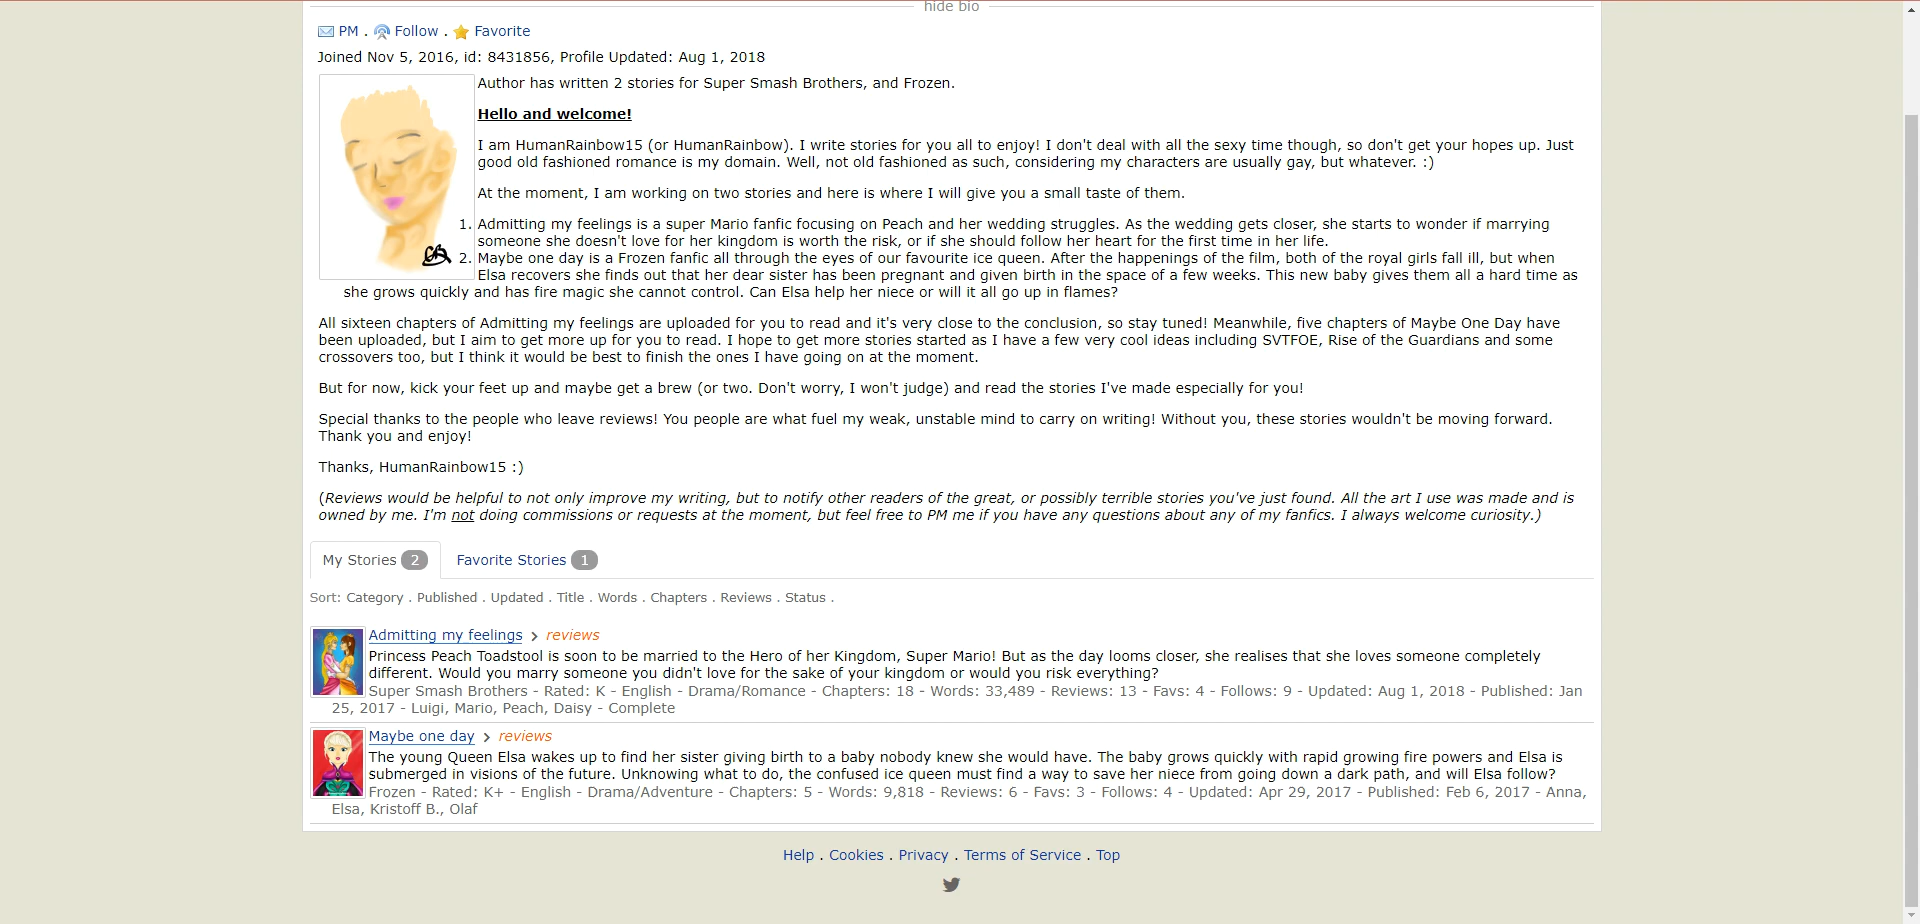 hide bio
PM . Follow . Favorite
Joined Nov 5, 2016, id: 8431856, Profile Updated: Aug 1, 2018
Author has written 2 stories for Super Smash Brothers, and Frozen.
Hello and welcome!
I am HumanRainbow15 (or HumanRainbow). I write stories for you all to enjoy! I don't deal with all the sexy time though, so don't get your hopes up. Just
good old fashioned romance is my domain. Well, not old fashioned as such, considering my characters are usually gay, but whatever. :)
At the moment, I am working on two stories and here is where I will give you a small taste of them.
1. Admitting my feelings is a super Mario fanfic focusing on Peach and her wedding struggles. As the wedding gets closer, she starts to wonder if marrying
someone she doesn't love for her kingdom is worth the risk, or if she should follow her heart for the first time in her life.
2. Maybe one day is a Frozen fanfic all through the eyes of our favourite ice queen. After the happenings of the film, both of the royal girls fall ill, but when
Elsa recovers she finds out that her dear sister has been pregnant and given birth in the space of a few weeks. This new baby gives them all a hard time as
she grows quickly and has fire magic she cannot control. Can Elsa help her niece or will it all go up in flames?
All sixteen chapters of Admitting my feelings are uploaded for you to read and it's very close to the conclusion, so stay tuned! Meanwhile, five chapters of Maybe One Day have
been uploaded, but I aim to get more up for you to read. I hope to get more stories started as I have a few very cool ideas including SVTFOE, Rise of the Guardians and some
crossovers too, but I think it would be best to finish the ones I have going on at the moment.
But for now, kick your feet up and maybe get a brew (or two. Don't worry, I won't judge) and read the stories I've made especially for you!
Special thanks to the people who leave reviews! You people are what fuel my weak, unstable mind to carry on writing! Without you, these stories wouldn't be moving forward.
Thank you and enjoy!
Thanks, HumanRainbow15 :)
(Reviews would be helpful to not only improve my writing, but to notify other readers of the great, or possibly terrible stories you've just found. All the art I use was made and is
owned by me. I'm not doing commissions or requests at the moment, but feel free to PM me if you have any questions about any of my fanfics. I always welcome curiosity.)
My Stories 2 Favorite Stories 1
Sort: Category . Published . Updated . Title . Words . Chapters . Reviews . Status .
Admitting my feelings › reviews
Princess Peach Toadstool is soon to be married to the Hero of her Kingdom, Super Mario! But as the day looms closer, she realises that she loves someone completely
different. Would you marry someone you didn't love for the sake of your kingdom or would you risk everything?
Super Smash Brothers - Rated: K - English - Drama/Romance - Chapters: 18 - Words: 33,489 - Reviews: 13 - Favs: 4 - Follows: 9 - Updated: Aug 1, 2018 - Published: Jan
25, 2017 - Luigi, Mario, Peach, Daisy - Complete
Maybe one day › reviews
The young Queen Elsa wakes up to find her sister giving birth to a baby nobody knew she would have. The baby grows quickly with rapid growing fire powers and Elsa is
submerged in visions of the future. Unknowing what to do, the confused ice queen must find a way to save her niece from going down a dark path, and will Elsa follow?
Frozen - Rated: K+ - English - Drama/Adventure - Chapters: 5 - Words: 9,818 - Reviews: 6 - Favs: 3 - Follows: 4 - Updated: Apr 29, 2017 - Published: Feb 6, 2017 - Anna,
Elsa, Kristoff B., Olaf
Help . Cookies . Privacy . Terms of Service . Top